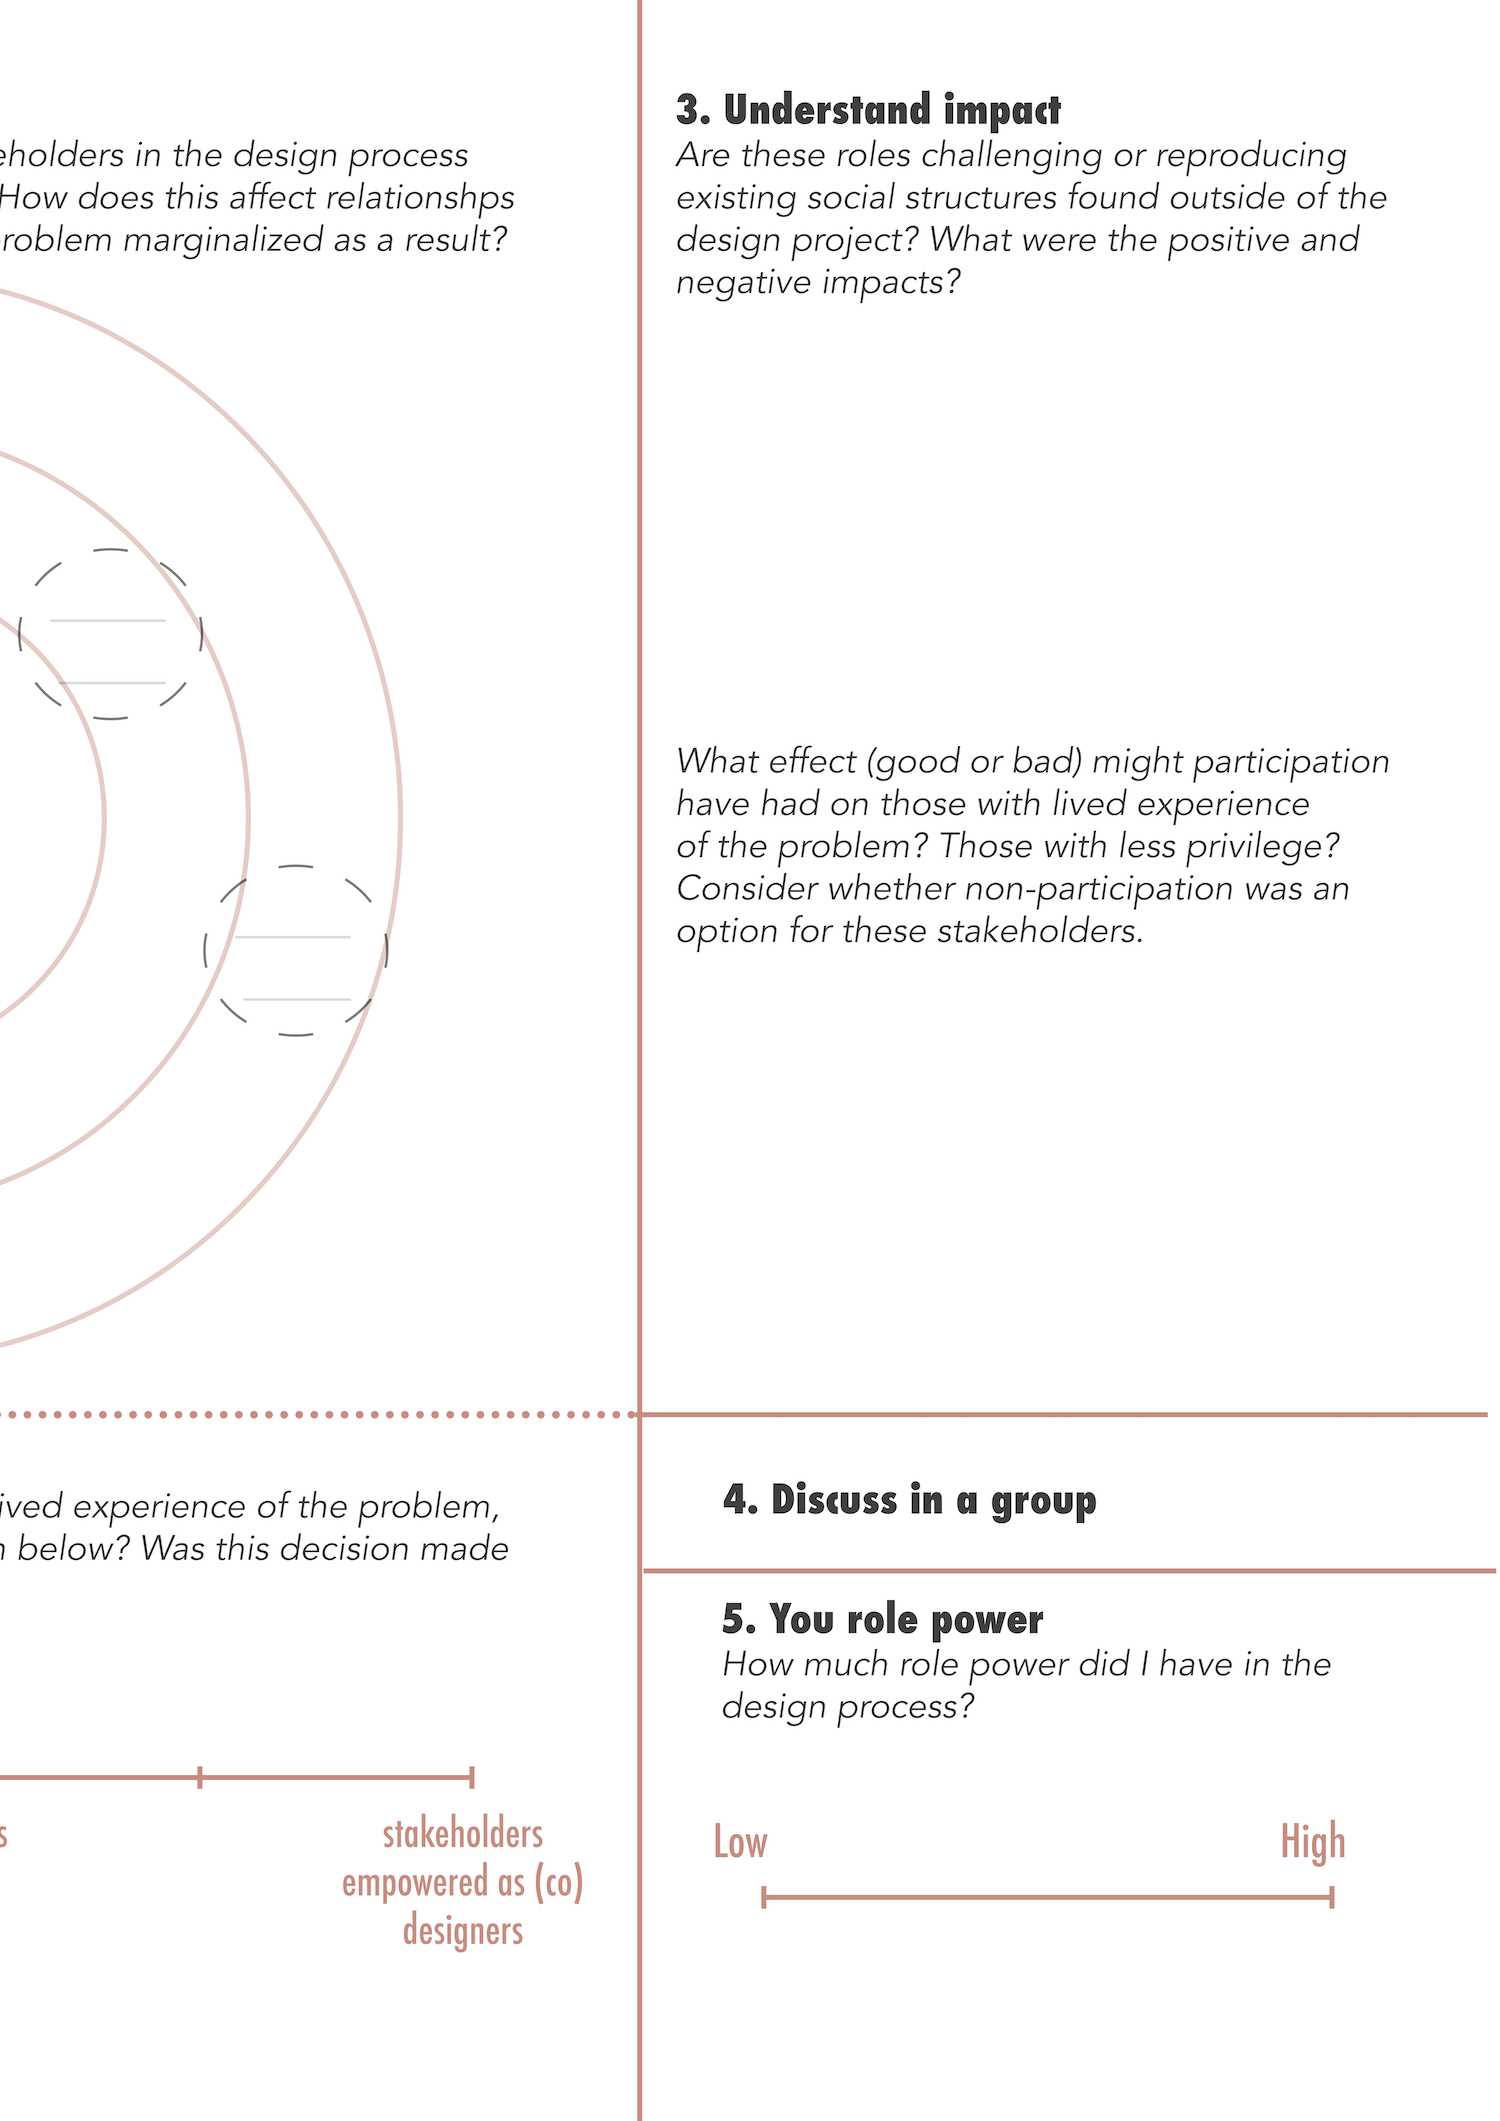 eholders in the design process
How does this affect relationshps
roblem marginalized as a result?
3. Understand impact
Are these roles challenging or reproducing
existing social structures found outside of the
design project? What were the positive and
negative impacts?
What effect (good or bad) might participation
have had on those with lived experience
of the problem? Those with less privilege?
Consider whether non-participation was an
option for these stakeholders.
ived experience of the problem,
n below? Was this decision made
s
stakeholders
empowered as (co)
designers
4. Discuss in a group
5. You role power
How much role power did I have in the
design process?
Low
High